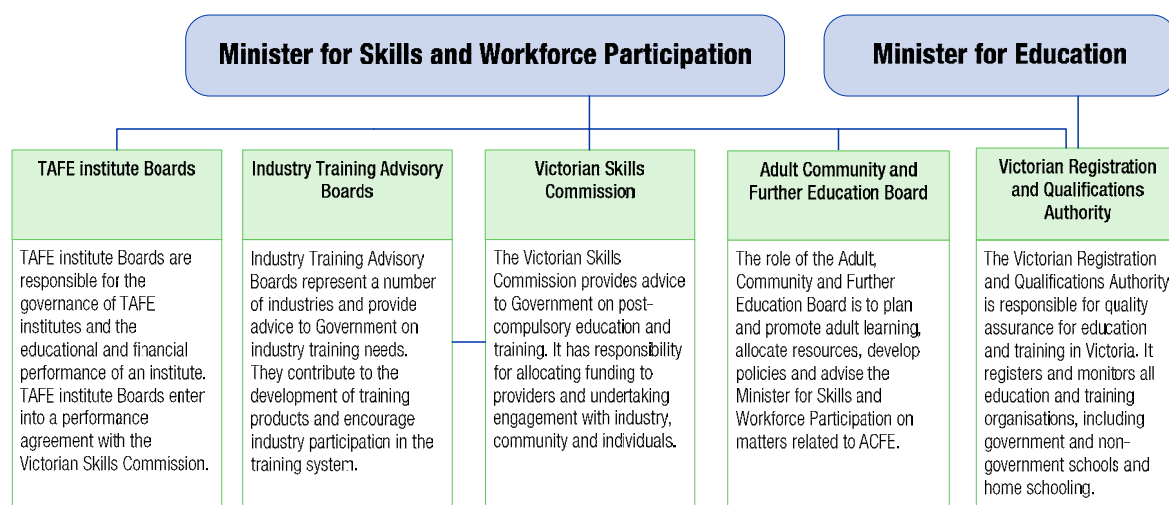 Minister for Skills and Workforce Participation
Minister for Education
TAFE institute Boards
TAFE institute Boards are
responsible for the
governance of TAFE
institutes and the
educational and financial
performance of an institute.
TAFE institute Boards enter
into a performance
agreement with the
Victorian Skills Commission.
Industry Training Advisory
Boards
Industry Training Advisory
Boards represent a number
of industries and provide
advice to Government on
industry training needs.
They contribute to the
development of training
products and encourage
industry participation in the
training system.
Victorian Skills
Commission
The Victorian Skills
Commission provides advice
to Government on post-
compulsory education and
training. It has responsibility
for allocating funding to
providers and undertaking
engagement with industry,
community and individuals.
Adult Community and
Further Education Board
The role of the Adult,
Community and Further
Education Board is to plan
and promote adult learning,
allocate resources, develop
policies and advise the
Minister for Skills and
Workforce Participation on
matters related to ACFE.
Victorian Registration
and Qualifications
Authority
The Victorian Registration
and Qualifications Authority
is responsible for quality
assurance for education
and training in Victoria. It
registers and monitors all
education and training
organisations, including
government and non-
government schools and
home schooling.